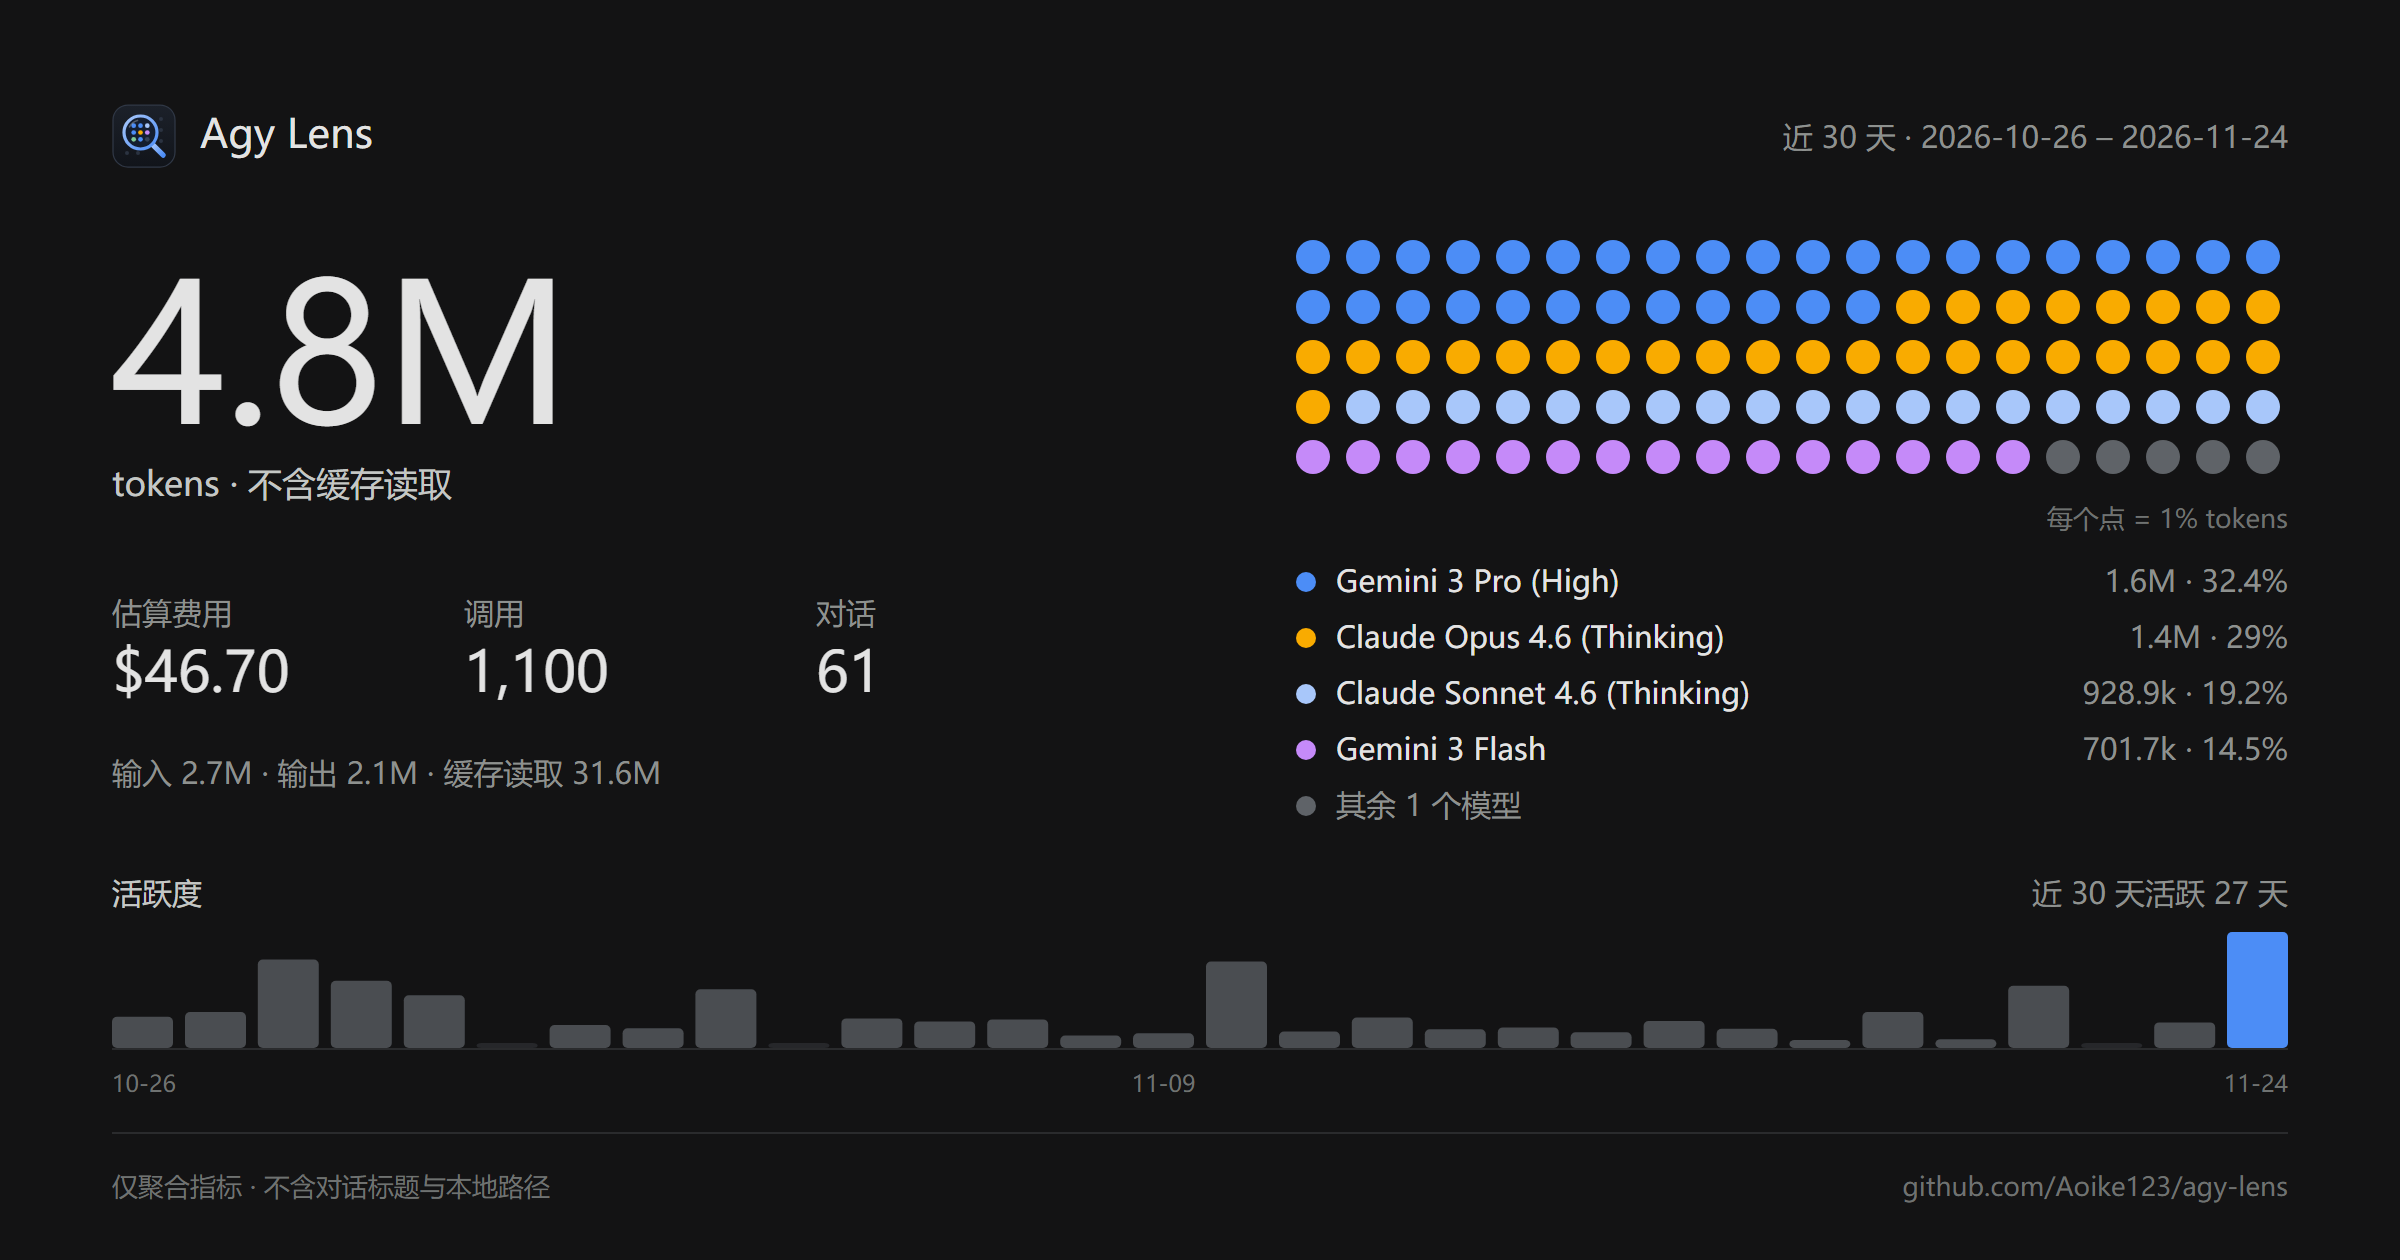 Agy Lens
近 30 天 · 2026-10-26 – 2026-11-24
4.8M
tokens · 不含缓存读取
估算费用
$46.70
调用
1,100
对话
61
输入 2.7M · 输出 2.1M · 缓存读取 31.6M
每个点 = 1% tokens
Gemini 3 Pro (High) 1.6M · 32.4%
Claude Opus 4.6 (Thinking) 1.4M · 29%
Claude Sonnet 4.6 (Thinking) 928.9k · 19.2%
Gemini 3 Flash 701.7k · 14.5%
其余 1 个模型
活跃度
近 30 天活跃 27 天
10-26
11-09
11-24
仅聚合指标 · 不含对话标题与本地路径
github.com/Aoike123/agy-lens